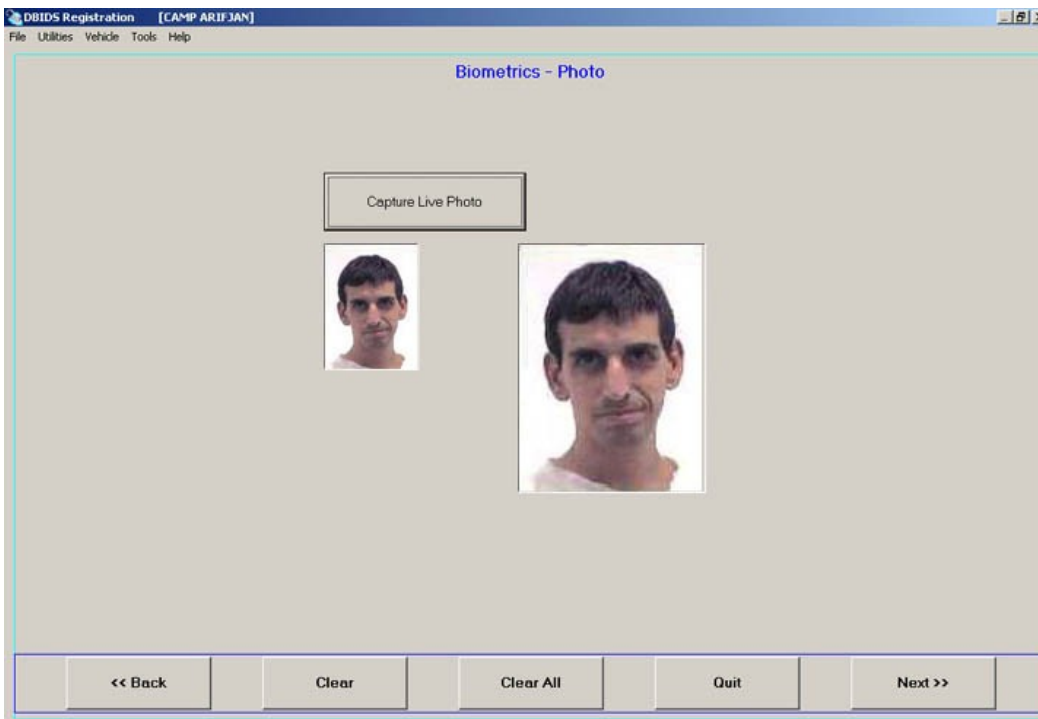 DBIDS Registration [CAMP ARIFJAN]
File Utilities Vehicle Tools Help
Biometrics - Photo
Capture Live Photo
<< Back Clear Clear All Quit Next >>